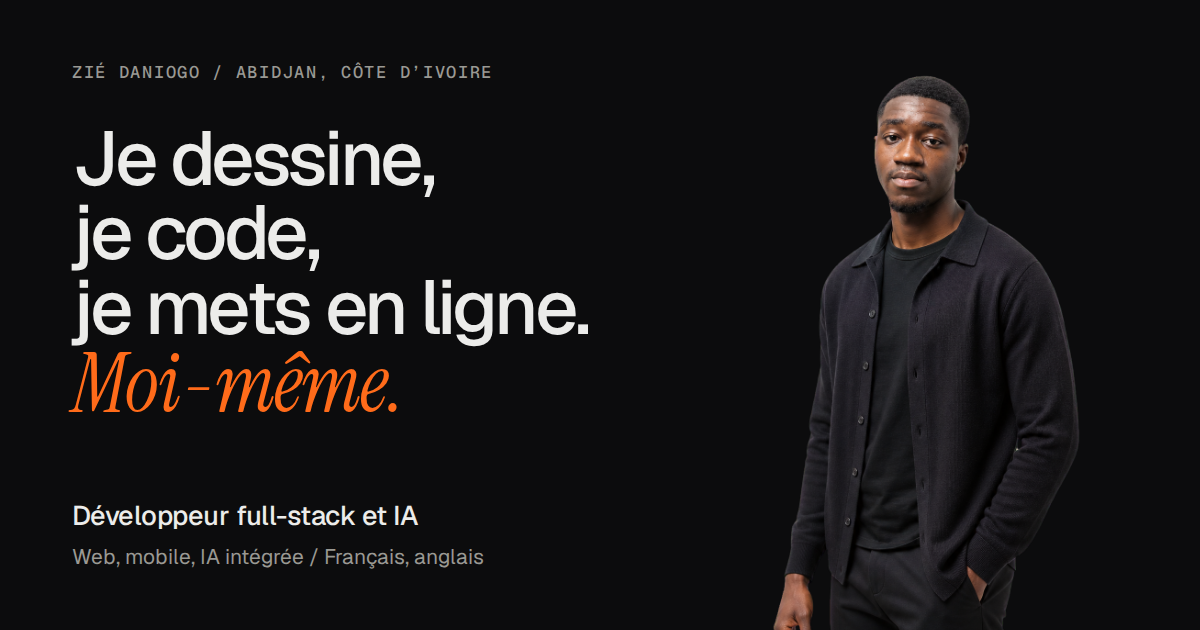 ZIÉ DANIOGO / ABIDJAN, CÔTE D’IVOIRE
Je dessine,
je code,
je mets en ligne.
Moi-même.
Développeur full-stack et IA
Web, mobile, IA intégrée / Français, anglais